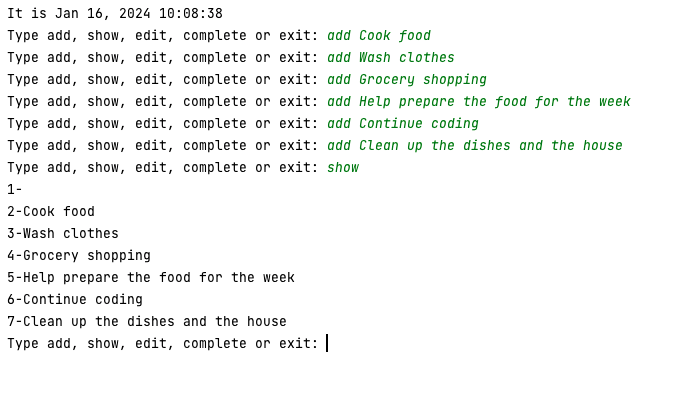 It is Jan 16, 2024 10:08:38
Type add, show, edit, complete or exit: add Cook food
Type add, show, edit, complete or exit: add Wash clothes
Type add, show, edit, complete or exit: add Grocery shopping
Type add, show, edit, complete or exit: add Help prepare the food for the week
Type add, show, edit, complete or exit: add Continue coding
Type add, show, edit, complete or exit: add Clean up the dishes and the house
Type add, show, edit, complete or exit: show
1-
2-Cook food
3-Wash clothes
4-Grocery shopping
5-Help prepare the food for the week
6-Continue coding
7-Clean up the dishes and the house
Type add, show, edit, complete or exit: